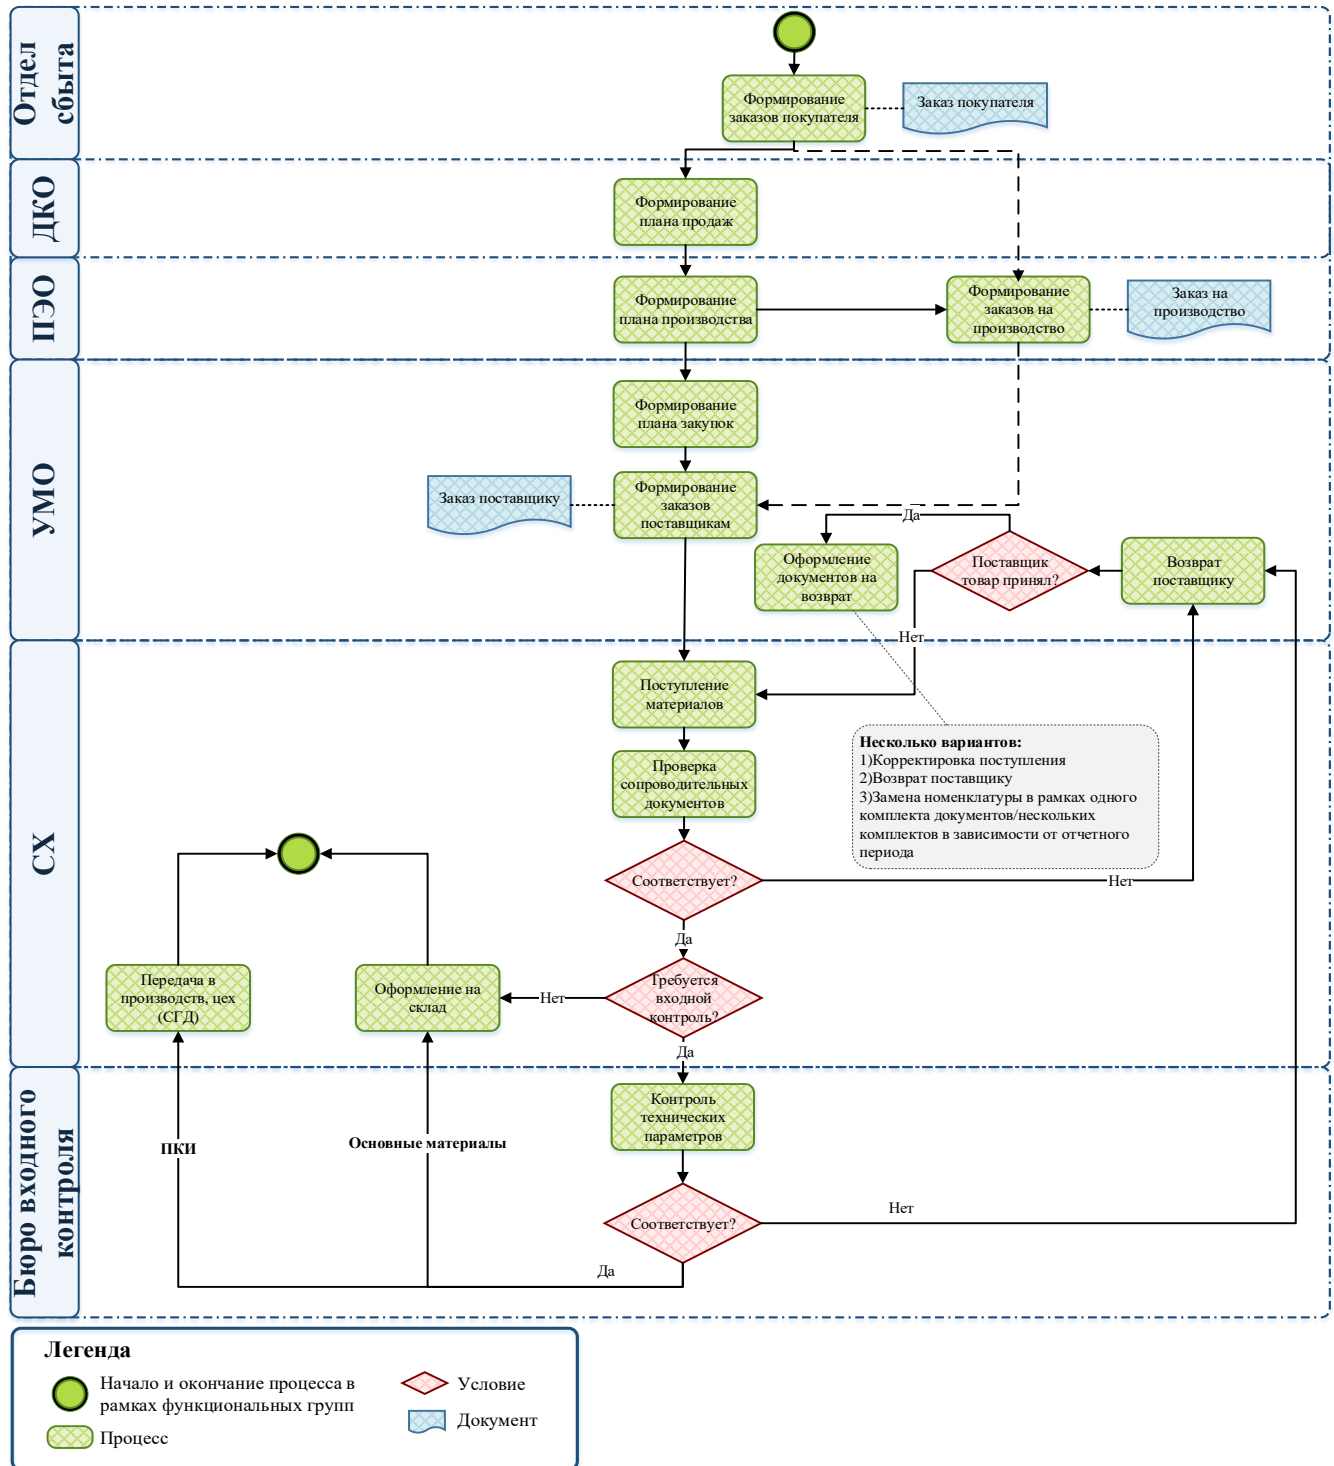 Отдел
сбыта
Формирование
заказов покупателя
Заказ покупателя
ДКО
Формирование
плана продаж
ПЭО
Формирование
плана производства
Формирование
заказов на
производство
Заказ на
производство
УМО
Формирование
плана закупок
Заказ поставщику
Формирование
заказов
поставщикам
Да
Оформление
документов на
возврат
Поставщик
товар принял?
Возврат
поставщику
Нет
СХ
Поступление
материалов
Несколько вариантов:
1)Корректировка поступления
2)Возврат поставщику
3)Замена номенклатуры в рамках одного
комплекта документов/нескольких
комплектов в зависимости от отчетного
периода
Проверка
сопроводительных
документов
Соответствует?
Нет
Да
Передача в
производств, цех
(СГД)
Оформление на
склад
Нет
Требуется
входной
контроль?
Да
Бюро входного
контроля
Контроль
технических
параметров
ПКИ
Основные материалы
Соответствует?
Нет
Да
Легенда
Начало и окончание процесса в
рамках функциональных групп
Процесс
Условие
Документ